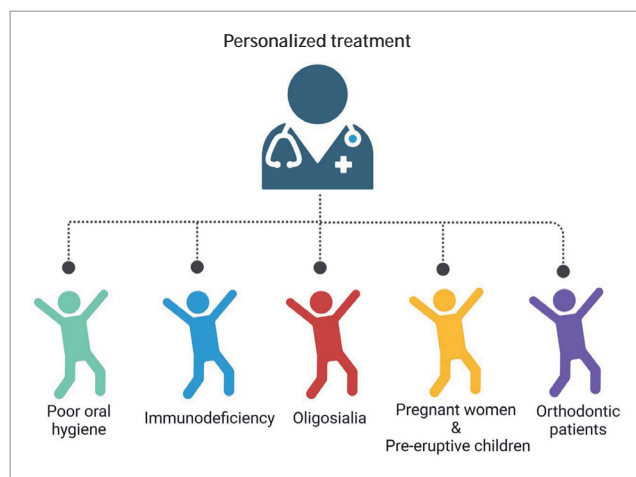 Personalized treatment
Poor oral
hygiene
Immunodeficiency
Oligosialia
Pregnant women
&
Pre-eruptive children
Orthodontic
patients